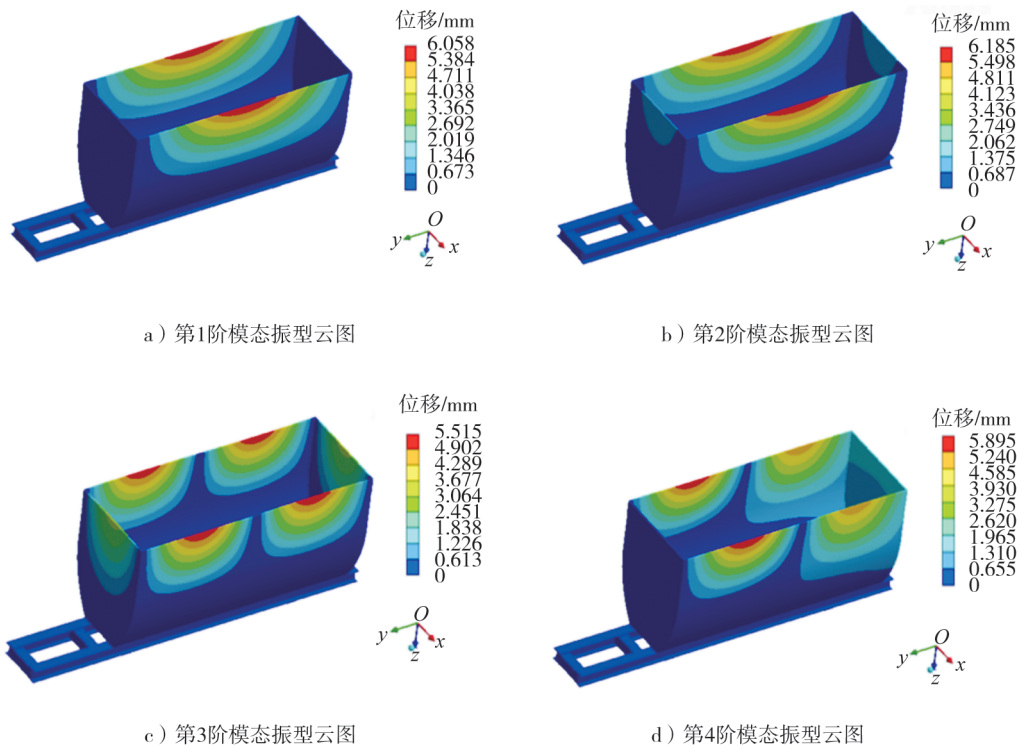 位移/mm
6.058
5.384
4.711
4.038
3.365
2.692
2.019
1.346
0.673
0
O
y
x
z
a）第1阶模态振型云图
位移/mm
6.185
5.498
4.811
4.123
3.436
2.749
2.062
1.375
0.687
0
O
y
x
z
b）第2阶模态振型云图
位移/mm
5.515
4.902
4.289
3.677
3.064
2.451
1.838
1.226
0.613
0
O
y
x
z
c）第3阶模态振型云图
位移/mm
5.895
5.240
4.585
3.930
3.275
2.620
1.965
1.310
0.655
0
O
y
x
z
d）第4阶模态振型云图